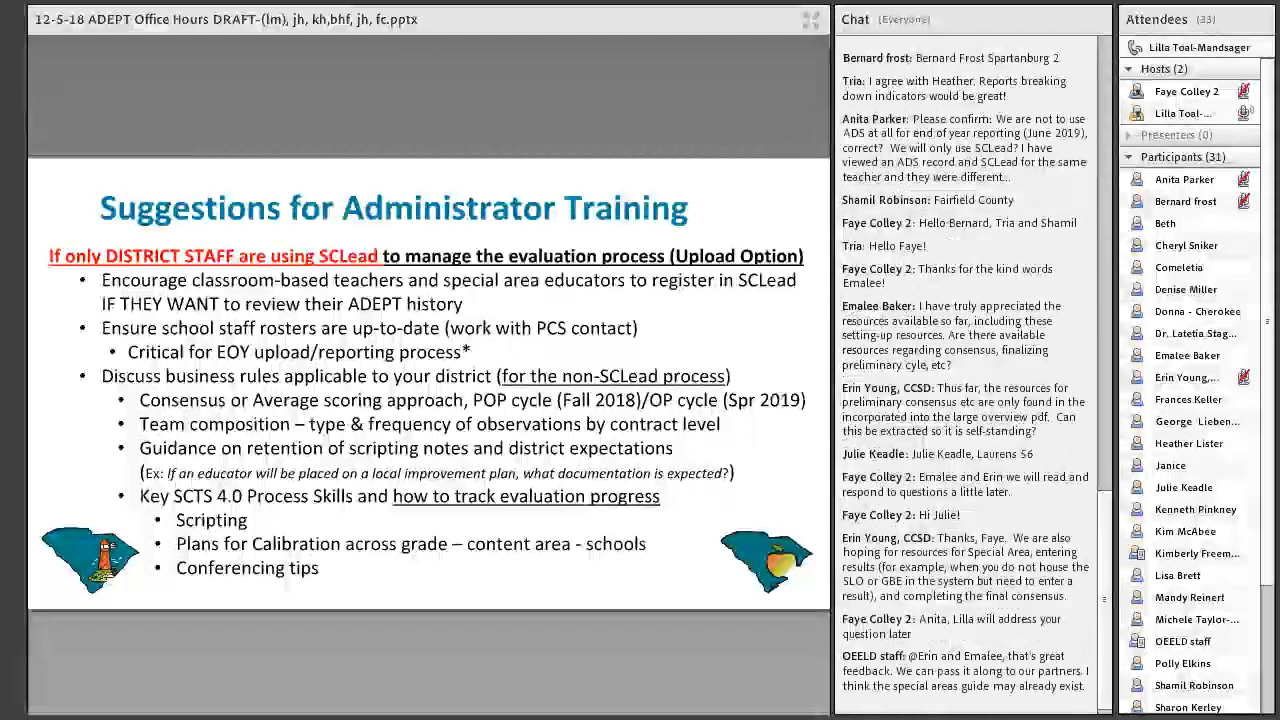 12-5-18 ADEPT Office Hours DRAFT-(lm), jh, kh,bhf, jh, fc.pptx
Suggestions for Administrator Training
If only DISTRICT STAFF are using SCLead to manage the evaluation process (Upload Option)
• Encourage classroom-based teachers and special area educators to register in SCLead
IF THEY WANT to review their ADEPT history
• Ensure school staff rosters are up-to-date (work with PCS contact)
• Critical for EOY upload/reporting process*
• Discuss business rules applicable to your district (for the non-SCLead process)
• Consensus or Average scoring approach, POP cycle (Fall 2018)/OP cycle (Spr 2019)
• Team composition – type & frequency of observations by contract level
• Guidance on retention of scripting notes and district expectations
(Ex: If an educator will be placed on a local improvement plan, what documentation is expected?)
• Key SCTS 4.0 Process Skills and how to track evaluation progress
• Scripting
• Plans for Calibration across grade – content area - schools
• Conferencing tips
Chat (Everyone)
Bernard frost: Bernard Frost Spartanburg 2
Tria: I agree with Heather. Reports breaking
down indicators would be great!
Anita Parker: Please confirm: We are not to use
ADS at all for end of year reporting (June 2019),
correct? We will only use SCLead? I have
viewed an ADS record and SCLead for the same
teacher and they were different...
Shamil Robinson: Fairfield County
Faye Colley 2: Hello Bernard, Tria and Shamil
Tria: Hello Faye!
Faye Colley 2: Thanks for the kind words
Emalee!
Emalee Baker: I have truly appreciated the
resources available so far, including these
setting-up resources. Are there available
resources regarding consensus, finalizing
preliminary cyle, etc?
Erin Young, CCSD: Thus far, the resources for
preliminary consensus etc are only found in the
incorporated into the large overview pdf. Can
this be extracted so it is self-standing?
Julie Keadle: Julie Keadle, Laurens 56
Faye Colley 2: Emalee and Erin we will read and
respond to questions a little later.
Faye Colley 2: Hi Julie!
Erin Young, CCSD: Thanks, Faye. We are also
hoping for resources for Special Area, entering
results (for example, when you do not house the
SLO or GBE in the system but need to enter a
result), and completing the final consensus.
Faye Colley 2: Anita, Lilla will address your
question later
OEELD staff: @Erin and Emalee, that's great
feedback. We can pass it along to our partners. I
think the special areas guide may already exist.
Attendees (33)
Lilla Toal-Mandsager
Hosts (2)
Faye Colley 2
Lilla Toal-...
Presenters (0)
Participants (31)
Anita Parker
Bernard frost
Beth
Cheryl Sniker
Cometetia
Denise Miller
Donna - Cherokee
Dr. Latetia Stag...
Emalee Baker
Erin Young,...
Frances Keller
George Lieben...
Heather Lister
Janice
Julie Keadle
Kenneth Pinkney
Kim McAbee
Kimberly Freem...
Lisa Brett
Mandy Reinert
Michele Taylor-...
OEELD staff
Polly Elkins
Shamil Robinson
Sharon Kerley